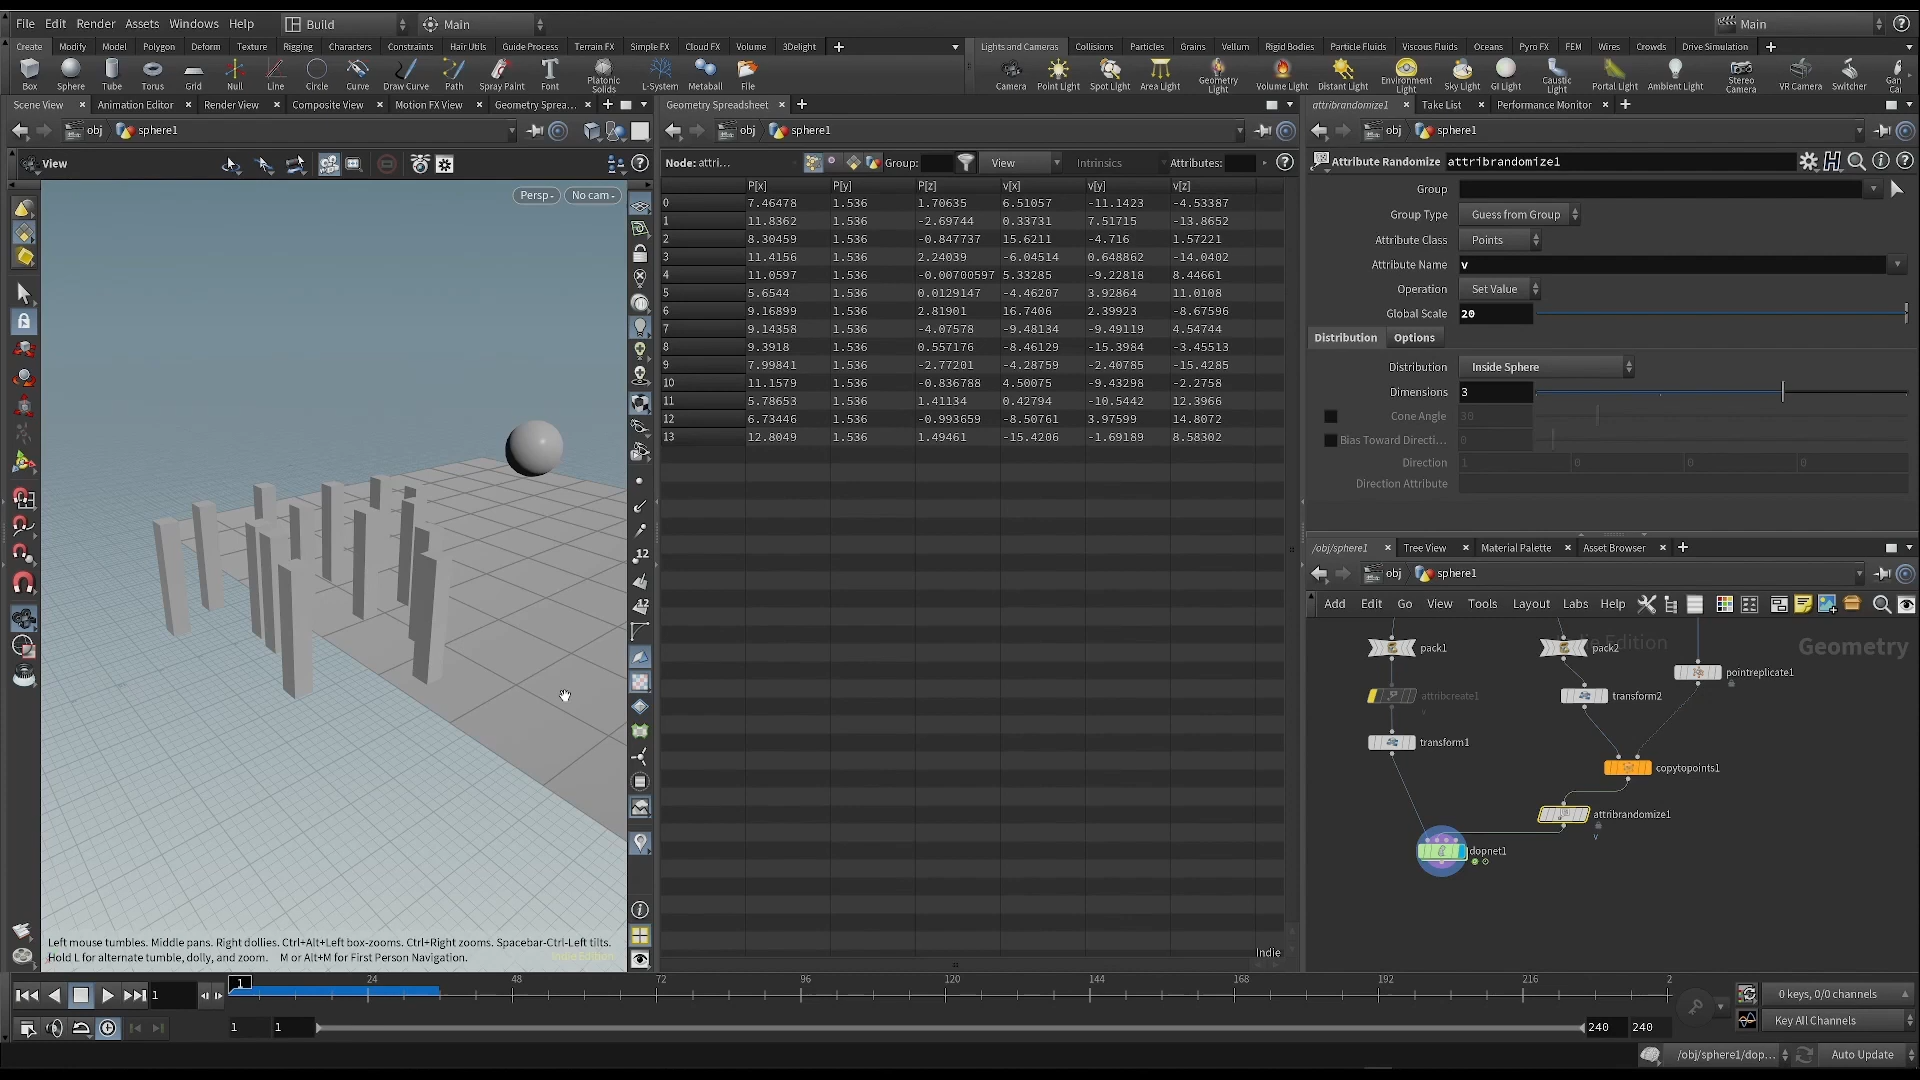 File Edit Render Assets Windows Help Build Main Main
Create Modify Model Polygon Deform Texture Rigging Characters Constraints Hair Utils Guide Process Terrain FX Simple FX Cloud FX Volume 3Delight
Lights and Cameras Collisions Particles Grains Vellum Rigid Bodies Particle Fluids Viscous Fluids Oceans Pyro FX FEM Wires Crowds Drive Simulation
Box Sphere Tube Torus Grid Null Line Circle Curve Draw Curve Path Spray Paint Font Platonic Solids L-System Metaball File
Camera Point Light Spot Light Area Light Geometry Light Volume Light Distant Light Environment Light Sky Light GI Light Caustic Light Portal Light Ambient Light Stereo Camera VR Camera Switcher
Scene View Animation Editor Render View Composite View Motion FX View Geometry Sprea...
Geometry Spreadsheet
attribrandomize1 Take List Performance Monitor
obj sphere1
obj sphere1
obj sphere1
View
Node: attri... Group: View Intrinsics Attributes:
Attribute Randomize attribrandomize1
Persp No cam
P[x] P[y] P[z] v[x] v[y] v[z]
0 7.46478 1.536 1.70635 6.51057 -11.1423 -4.53387
1 11.8362 1.536 -2.69744 0.33731 7.51715 -13.8652
2 8.30459 1.536 -0.847737 15.6211 -4.716 1.57221
3 11.4156 1.536 2.24039 -6.04514 0.648862 -14.0402
4 11.0597 1.536 -0.00700597 5.33285 -9.22818 8.44661
5 5.6544 1.536 0.0129147 -4.46207 3.92864 11.0108
6 9.16899 1.536 2.81901 16.7406 2.39923 -8.67596
7 9.14358 1.536 -4.07578 -9.48134 -9.49119 4.54744
8 9.3918 1.536 0.557176 -8.46129 -15.3984 -3.45513
9 7.99841 1.536 -2.77201 -4.28759 -2.40785 -15.4285
10 11.1579 1.536 -0.836788 4.50075 -9.43298 -2.2758
11 5.78653 1.536 1.41134 0.42794 -10.5442 12.3966
12 6.73446 1.536 -0.993659 -8.50761 3.97599 14.8072
13 12.8049 1.536 1.49461 -15.4206 -1.69189 8.58302
Group
Group Type Guess from Group
Attribute Class Points
Attribute Name v
Operation Set Value
Global Scale 20
Distribution Options
Distribution Inside Sphere
Dimensions 3
Cone Angle 30
Bias Toward Directi... 0
Direction 1 0 0 0
Direction Attribute
/obj/sphere1 Tree View Material Palette Asset Browser
obj sphere1
Add Edit Go View Tools Layout Labs Help
Edition
Geometry
pack1
pack2
pointreplicate1
attribcreate1
v
transform2
transform1
copytopoints1
attribrandomize1
v
dopnet1
12
12
Left mouse tumbles. Middle pans. Right dollies. Ctrl+Alt+Left box-zooms. Ctrl+Right zooms. Spacebar-Ctrl-Left tilts.
Hold L for alternate tumble, dolly, and zoom. M or Alt+M for First Person Navigation.
Indie Edition
Indie
1 1 24 48 72 96 120 144 168 192 216 2
0 keys, 0/0 channels
1 1 240 240
Key All Channels
/obj/sphere1/dop... Auto Update